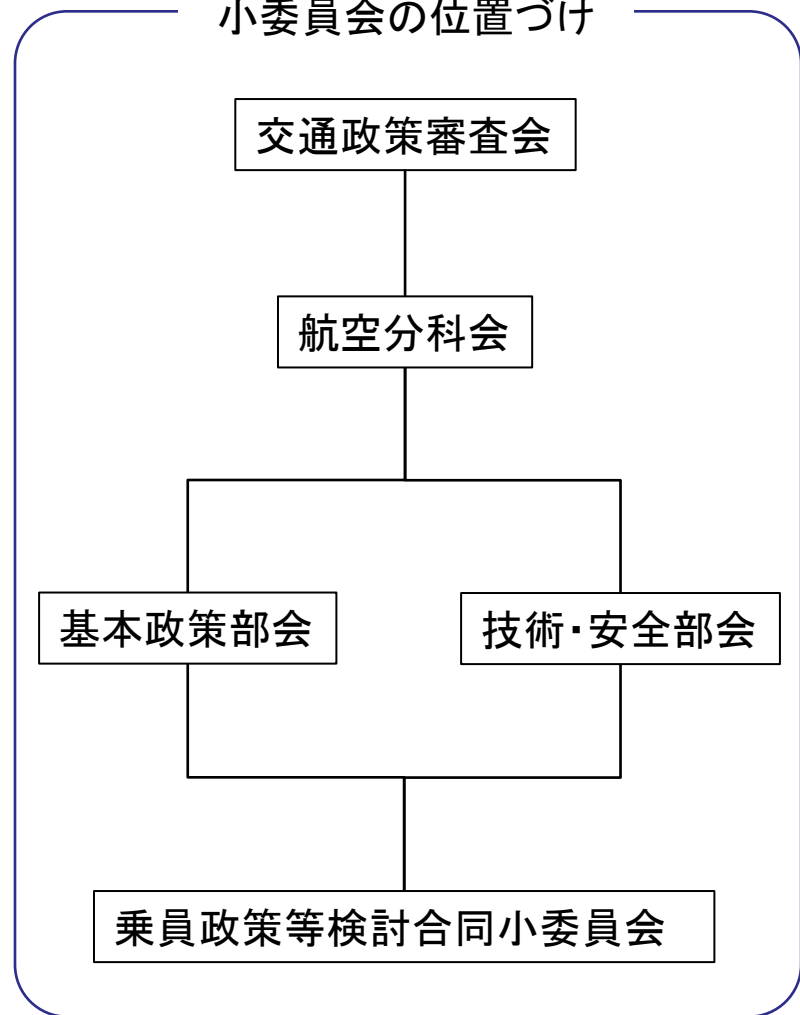 小委員会の位置づけ
交通政策審査会
航空分科会
基本政策部会
技術・安全部会
乗員政策等検討合同小委員会